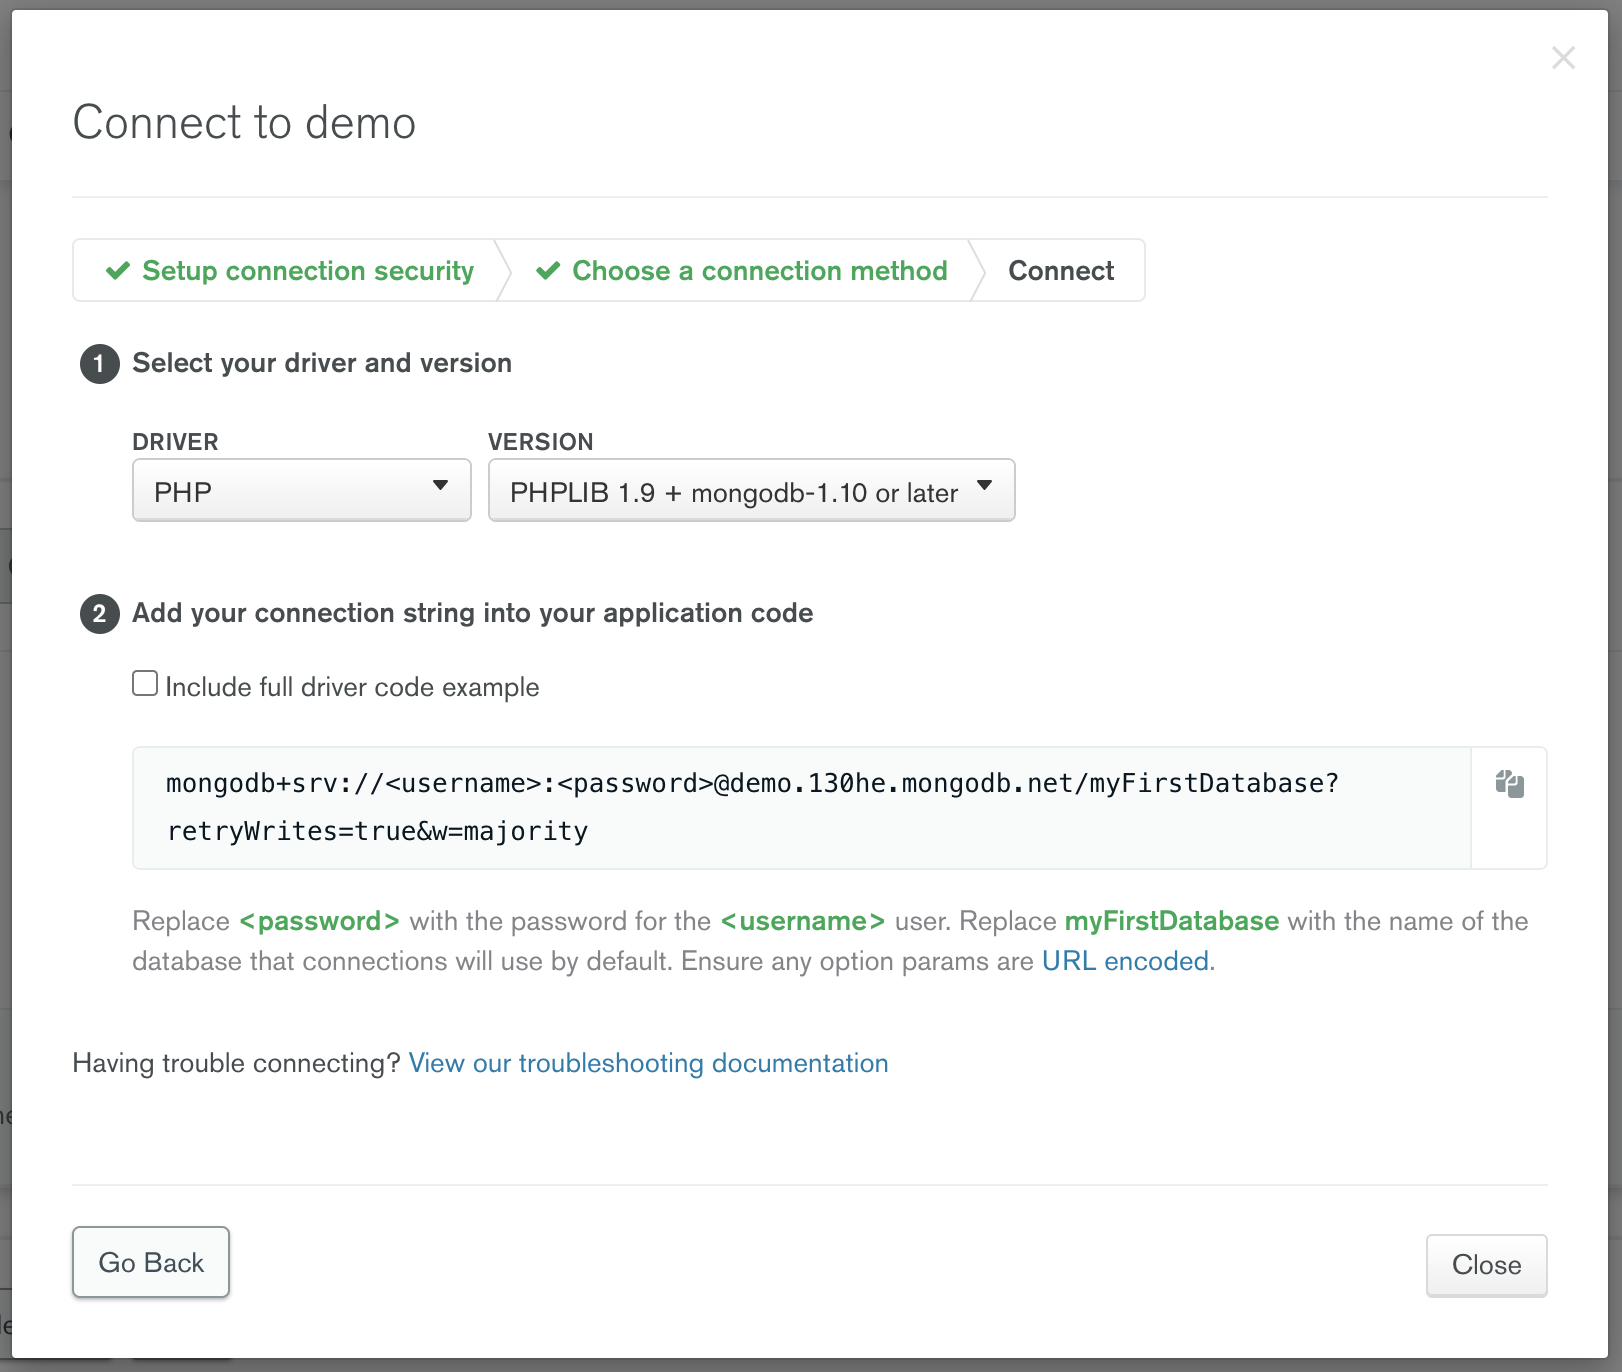 Connect to demo
Setup connection security
Choose a connection method
Connect
1 Select your driver and version
DRIVER
VERSION
PHP
PHPLIB 1.9 + mongodb-1.10 or later
2 Add your connection string into your application code
Include full driver code example
mongodb+srv://<username>:<password>@demo.130he.mongodb.net/myFirstDatabase?
retryWrites=true&w=majority
Replace <password> with the password for the <username> user. Replace myFirstDatabase with the name of the
database that connections will use by default. Ensure any option params are URL encoded.
Having trouble connecting? View our troubleshooting documentation
Go Back
Close